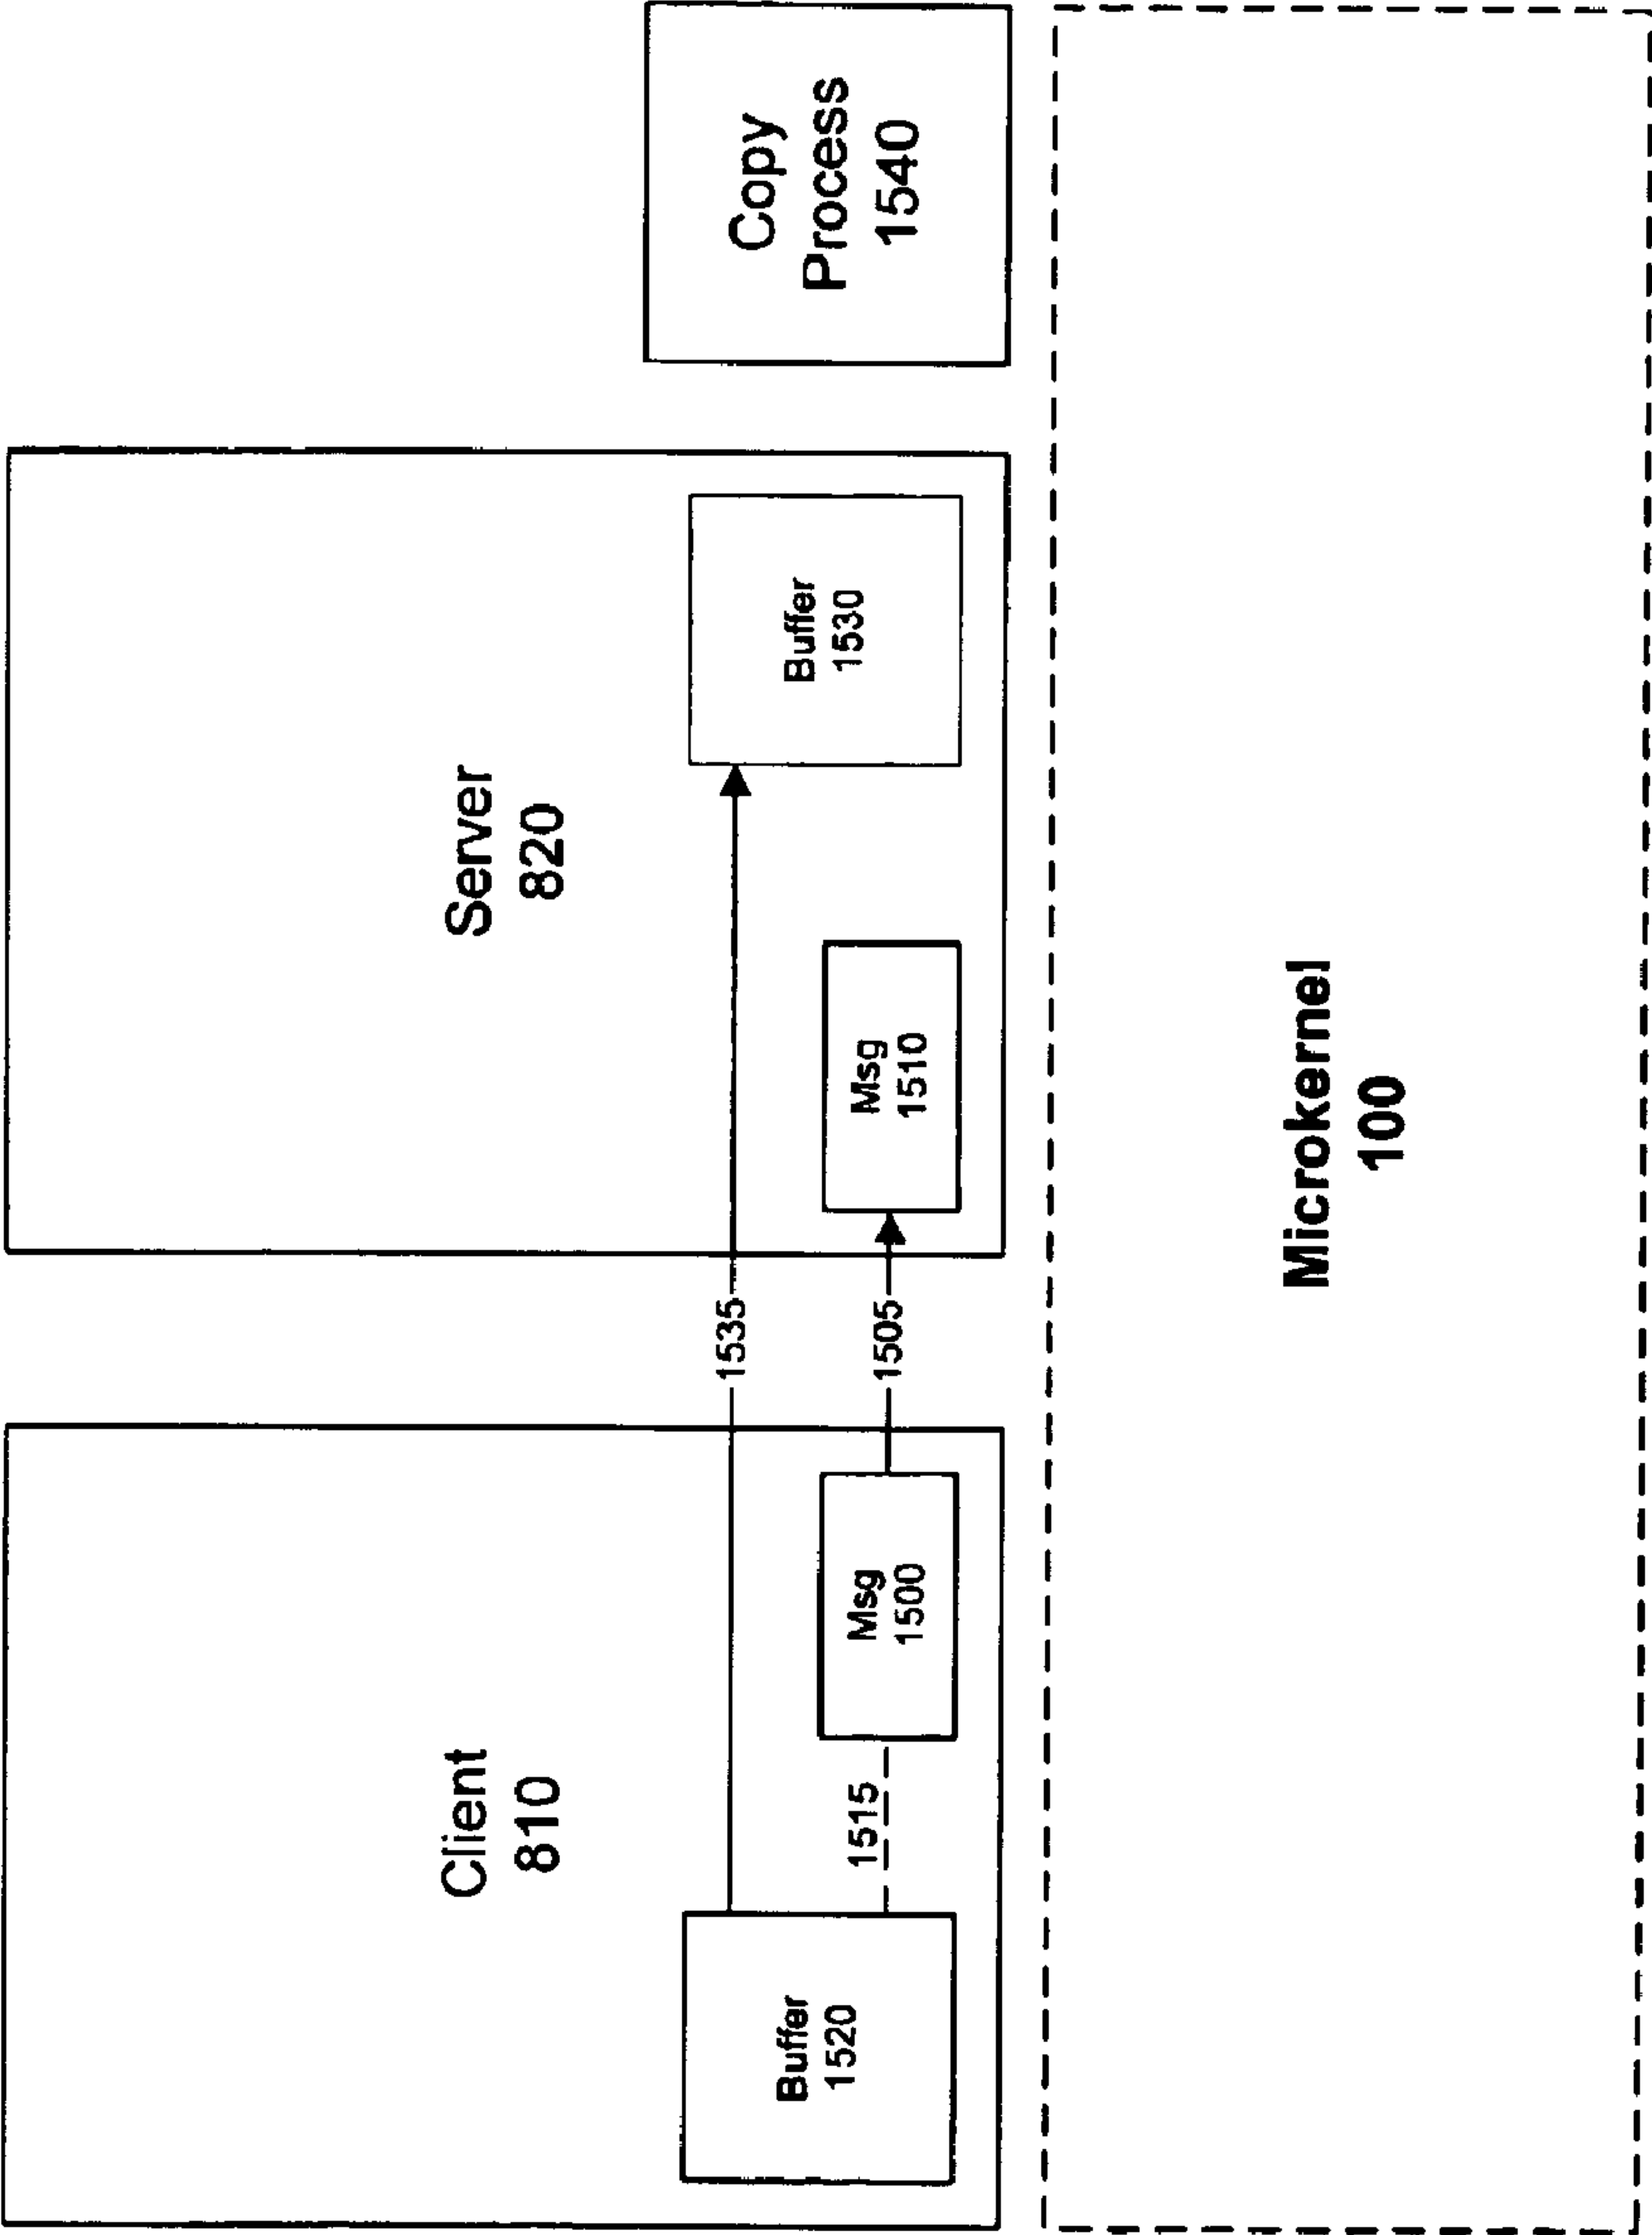 Client
810
Server
820
Copy
Process
1540
Buffer
1520
1515
Msg
1500
1535
1505
Msg
1510
Buffer
1530
Microkernel
100